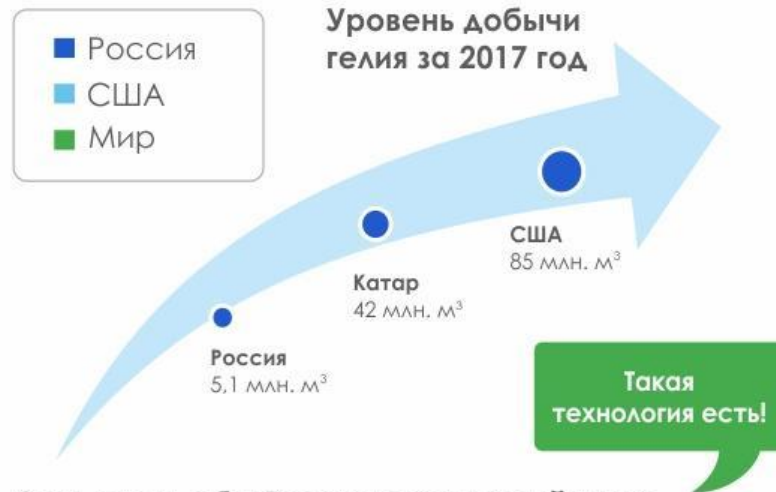 Россия
США
Мир
Уровень добычи
гелия за 2017 год
США
85 млн. м³
Катар
42 млн. м³
Россия
5,1 млн. м³
Такая
технология есть!